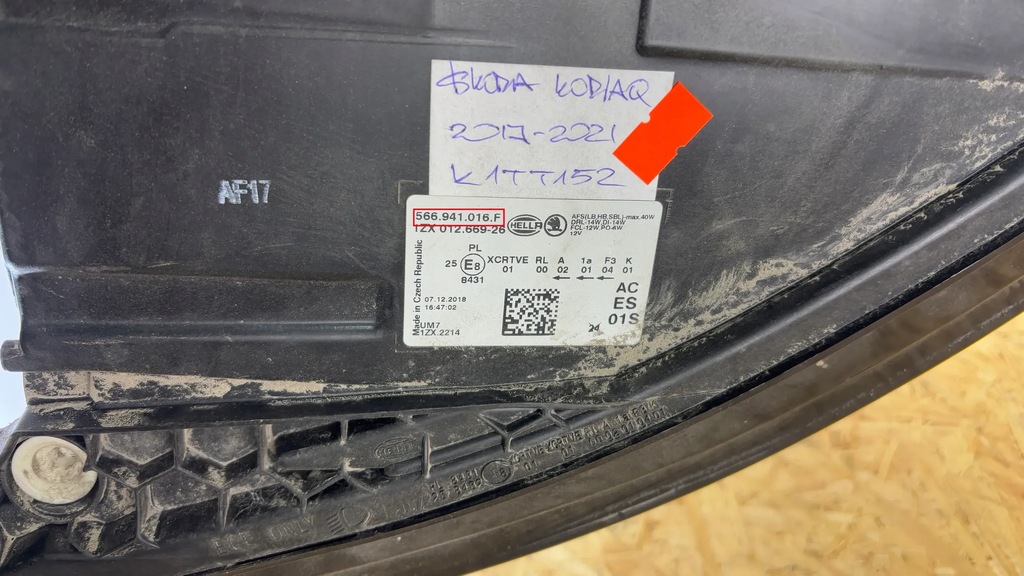 ŠKODA KODIAQ
2017-2021
K1TT152
AF17
566.941.016.F
1ZX 012.669-26
HELLA
AFS(LB,HB,SBL)-max.40W
DRL-14W,DI-14W
FCL-12W,PO-4W
12V
Made in Czech Republic
PL
25 E8 XCRTVE RL A 1a F3 K
8431 01 00 02 01 04 01
07.12.2018
16:47:02
AC
ES
01S
UM7
1ZX.2214
HELLA